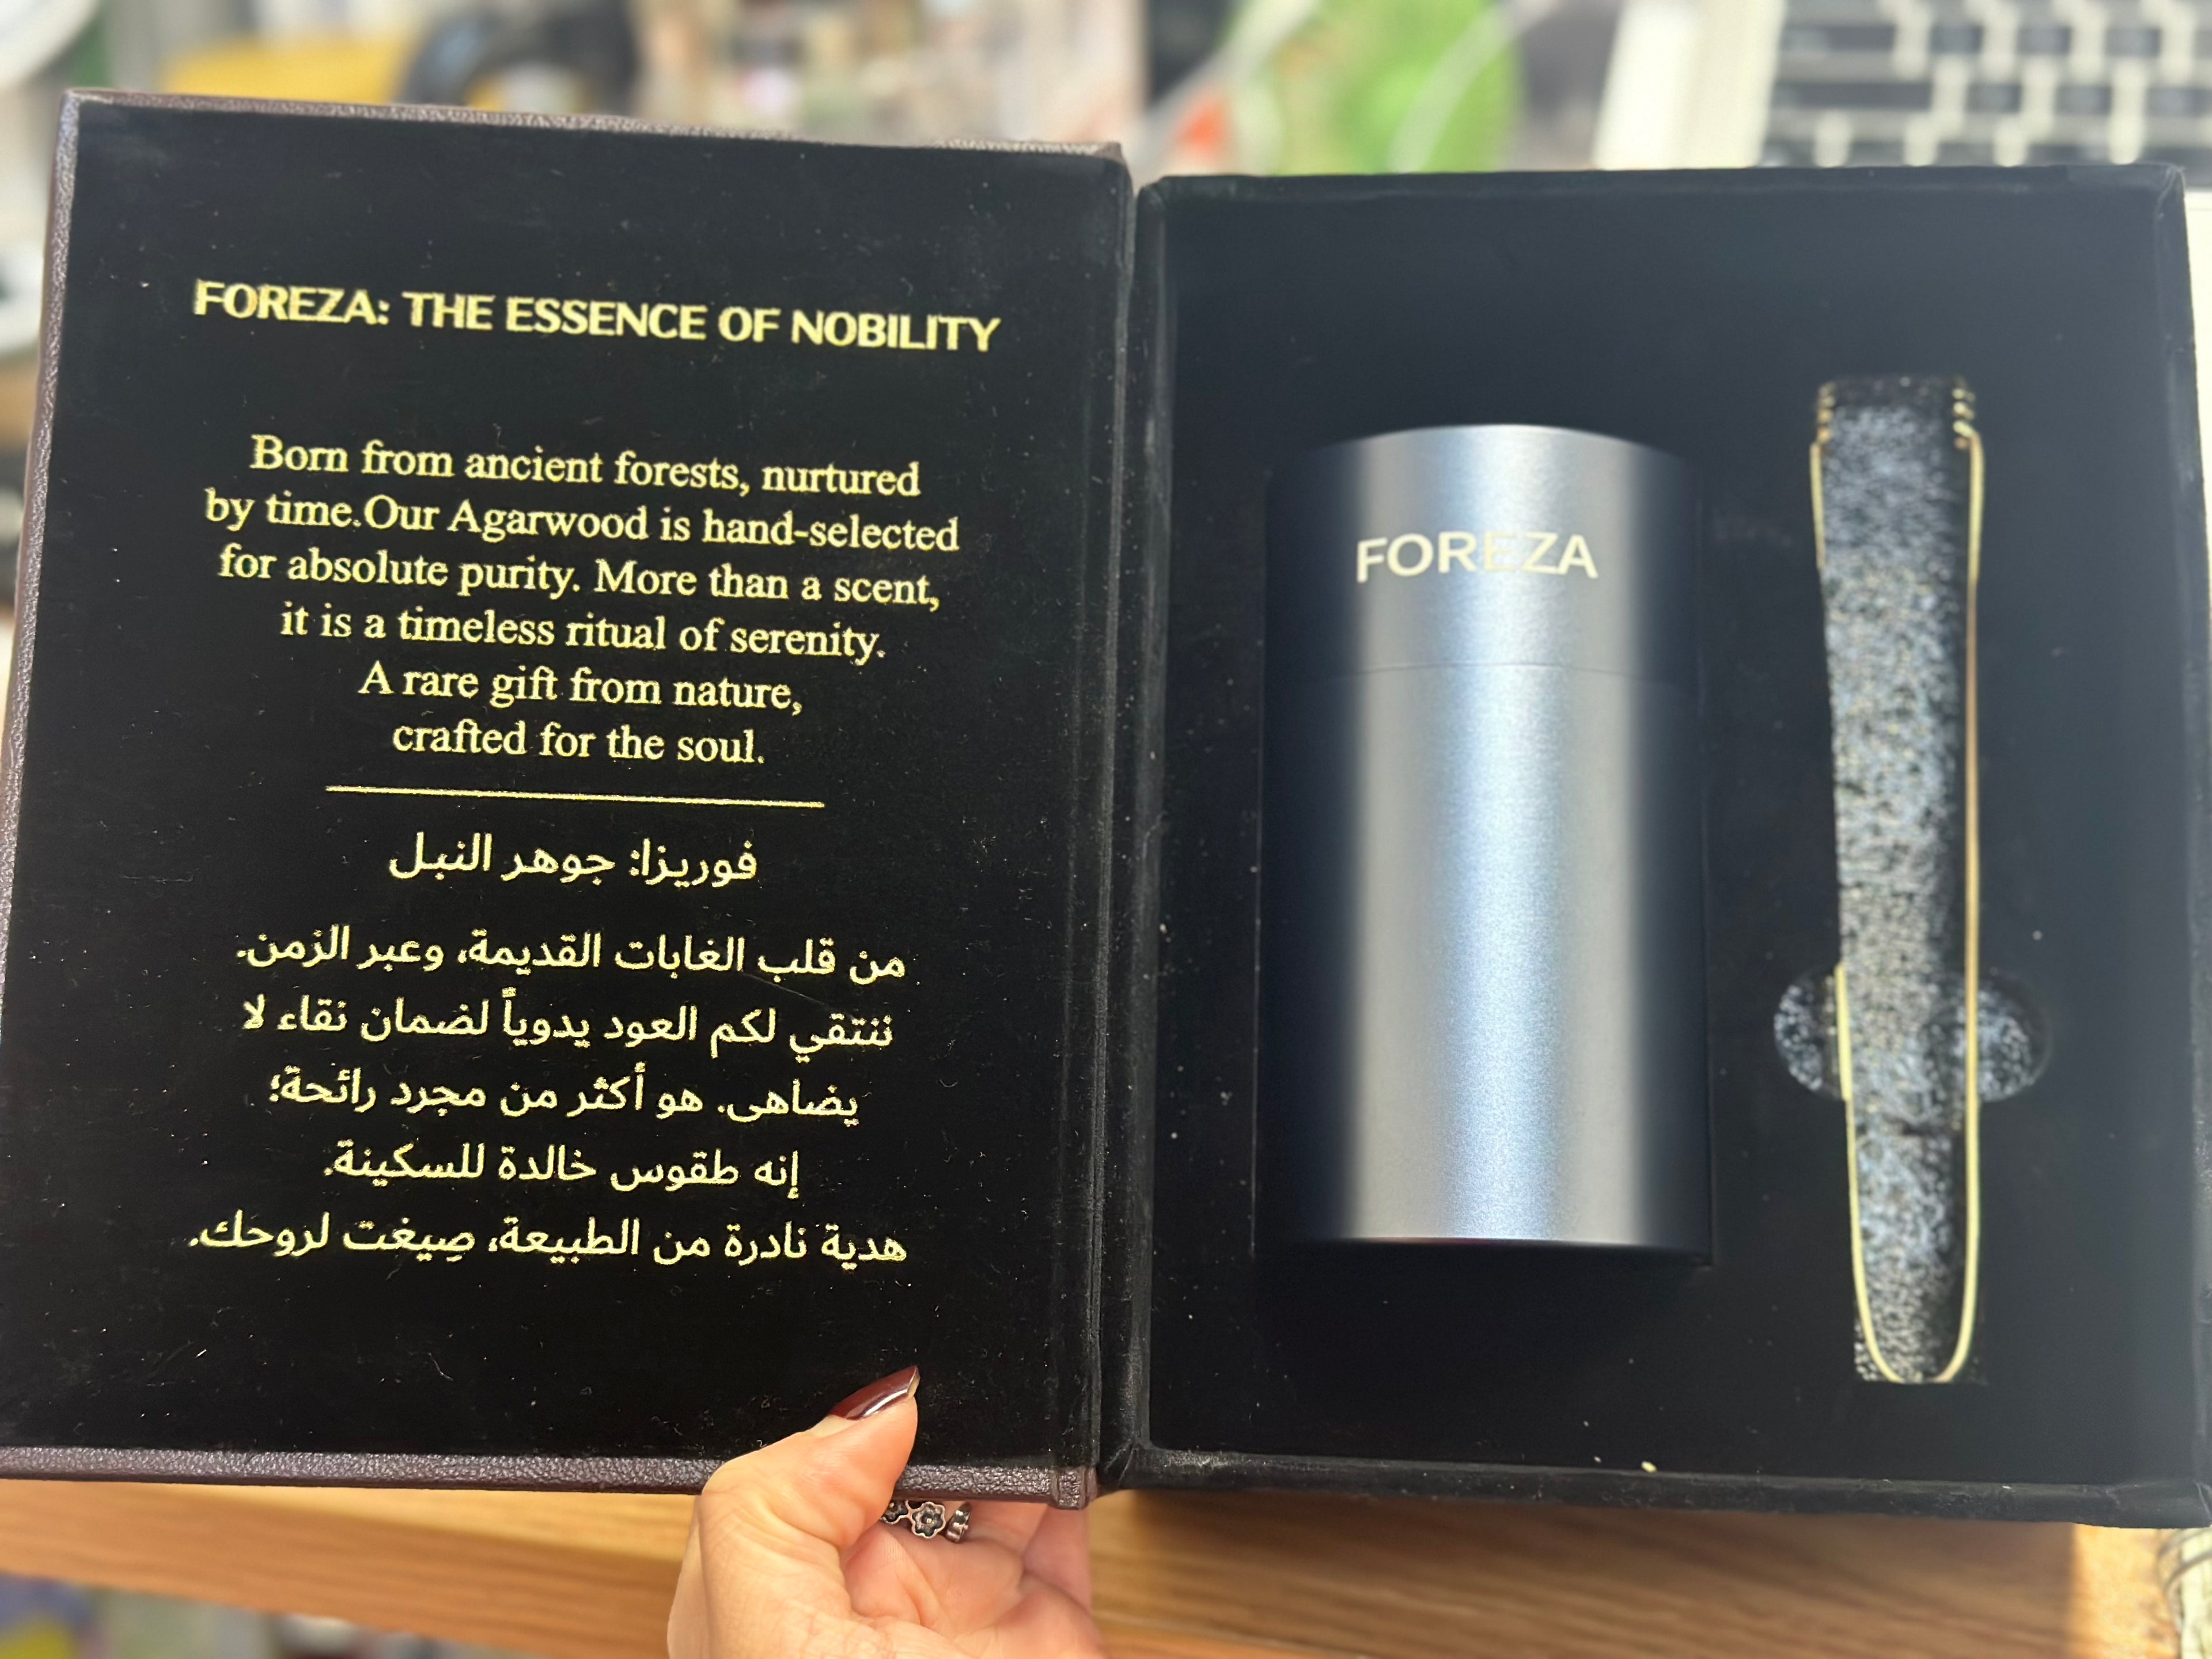 FOREZA: THE ESSENCE OF NOBILITY
Born from ancient forests, nurtured
by time.Our Agarwood is hand-selected
for absolute purity. More than a scent,
it is a timeless ritual of serenity.
A rare gift from nature,
crafted for the soul.
فوريزا: جوهر النبل
من قلب الغابات القديمة، وعبر الزمن.
ننتقي لكم العود يدوياً لضمان نقاء لا
يضاهى. هو أكثر من مجرد رائحة؛
إنه طقوس خالدة للسكينة.
هدية نادرة من الطبيعة، صِيغت لروحك.
FOREZA